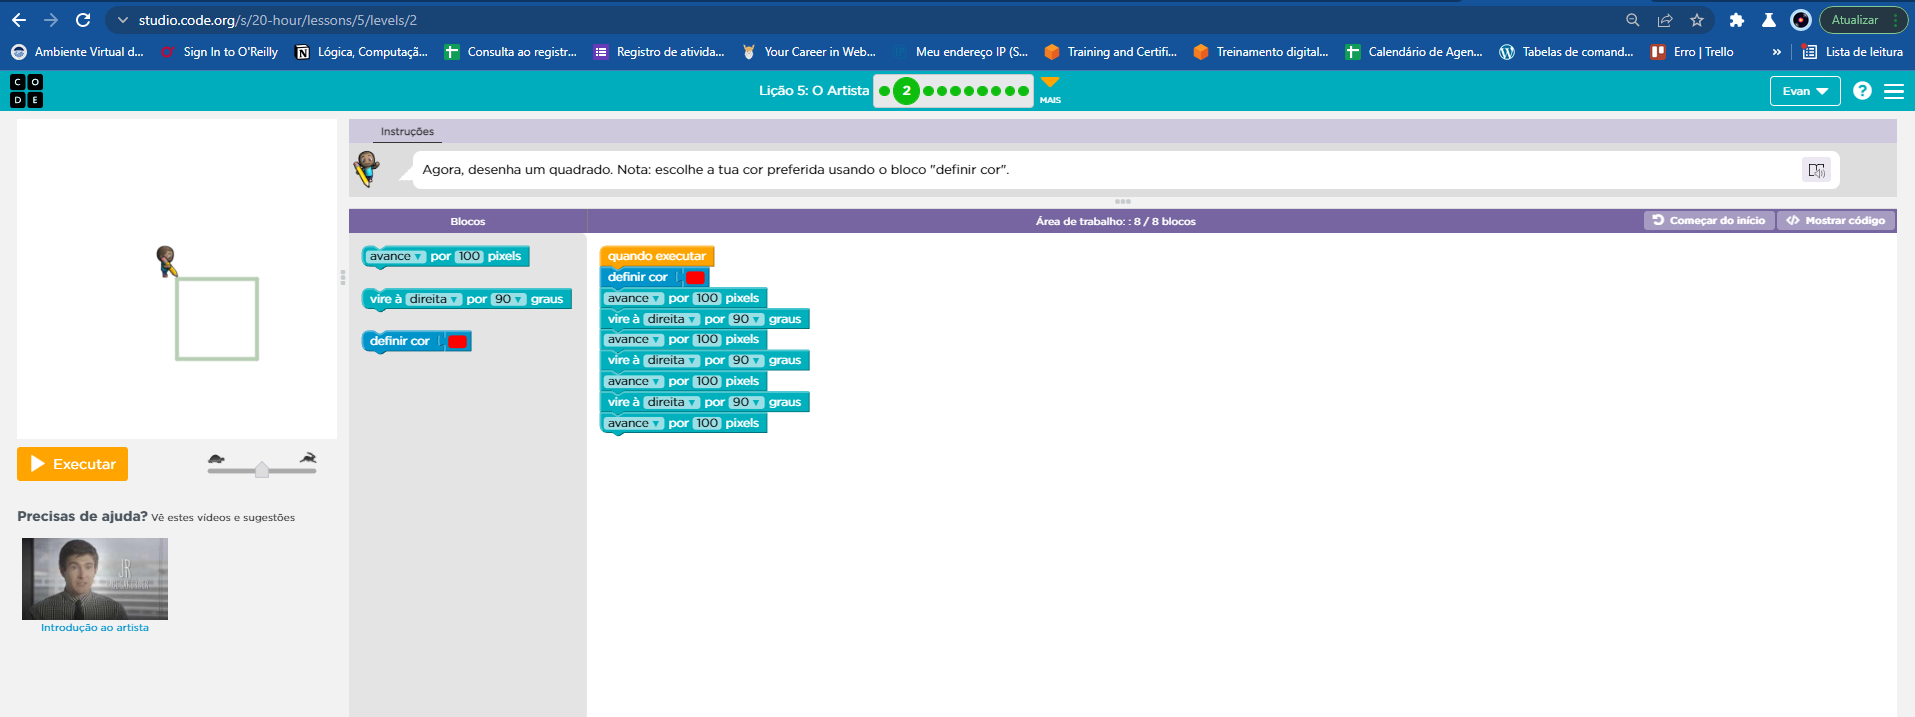 studio.code.org/s/20-hour/lessons/5/levels/2
Atualizar
Ambiente Virtual d...
Sign In to O'Reilly
Lógica, Computaçã...
Consulta ao registr...
Registro de ativida...
Your Career in Web...
Meu endereço IP (S...
Training and Certifi...
Treinamento digital...
Calendário de Agen...
Tabelas de comand...
Erro | Trello
»
Lista de leitura
C O
D E
Lição 5: O Artista
2
MAIS
Evan
?
Instruções
Agora, desenha um quadrado. Nota: escolhe a tua cor preferida usando o bloco "definir cor".
Blocos
Área de trabalho: : 8 / 8 blocos
Começar do início
</> Mostrar código
avance por 100 pixels
vire à direita por 90 graus
definir cor
quando executar
definir cor
avance por 100 pixels
vire à direita por 90 graus
avance por 100 pixels
vire à direita por 90 graus
avance por 100 pixels
vire à direita por 90 graus
avance por 100 pixels
Executar
Precisas de ajuda? Vê estes vídeos e sugestões
JR
Introdução ao artista